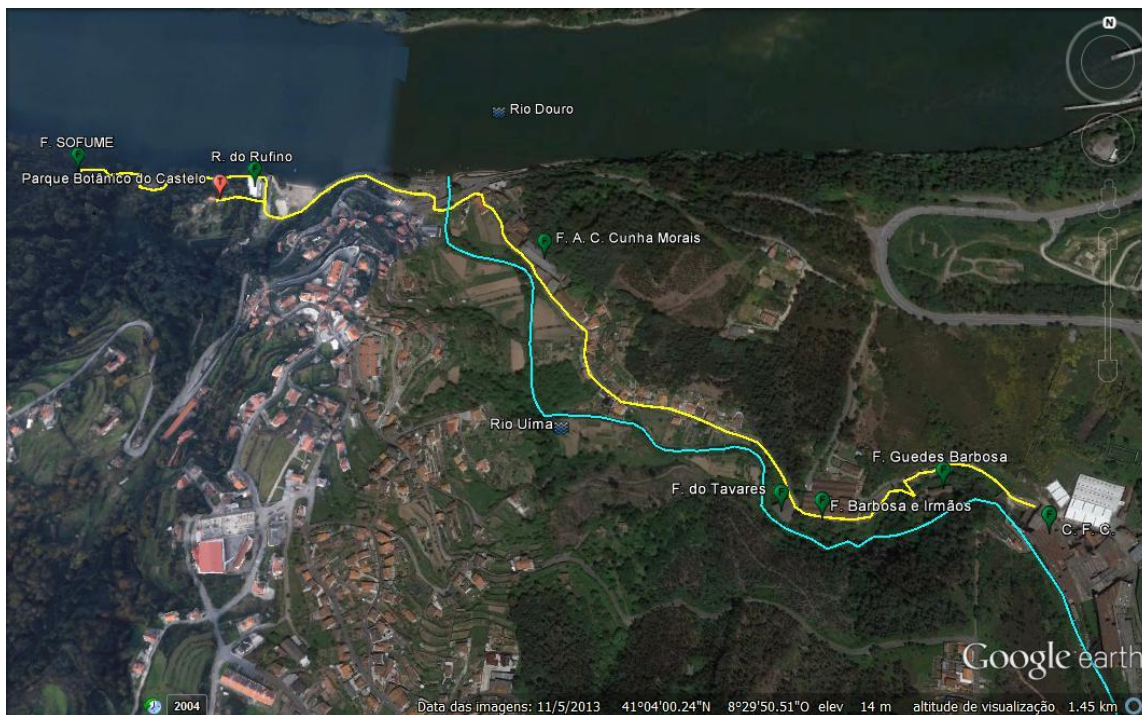 N
Rio Douro
F. SOFUME
R. do Rufino
Parque Botânico do Castelo
F. A. C. Cunha Morais
Rio Uíma
F. Guedes Barbosa
F. do Tavares
F. Barbosa e Irmãos
C. F. C.
Google earth
2004
Data das imagens: 11/5/2013 41°04'00.24"N 8°29'50.51"O elev 14 m altitude de visualização 1.45 km